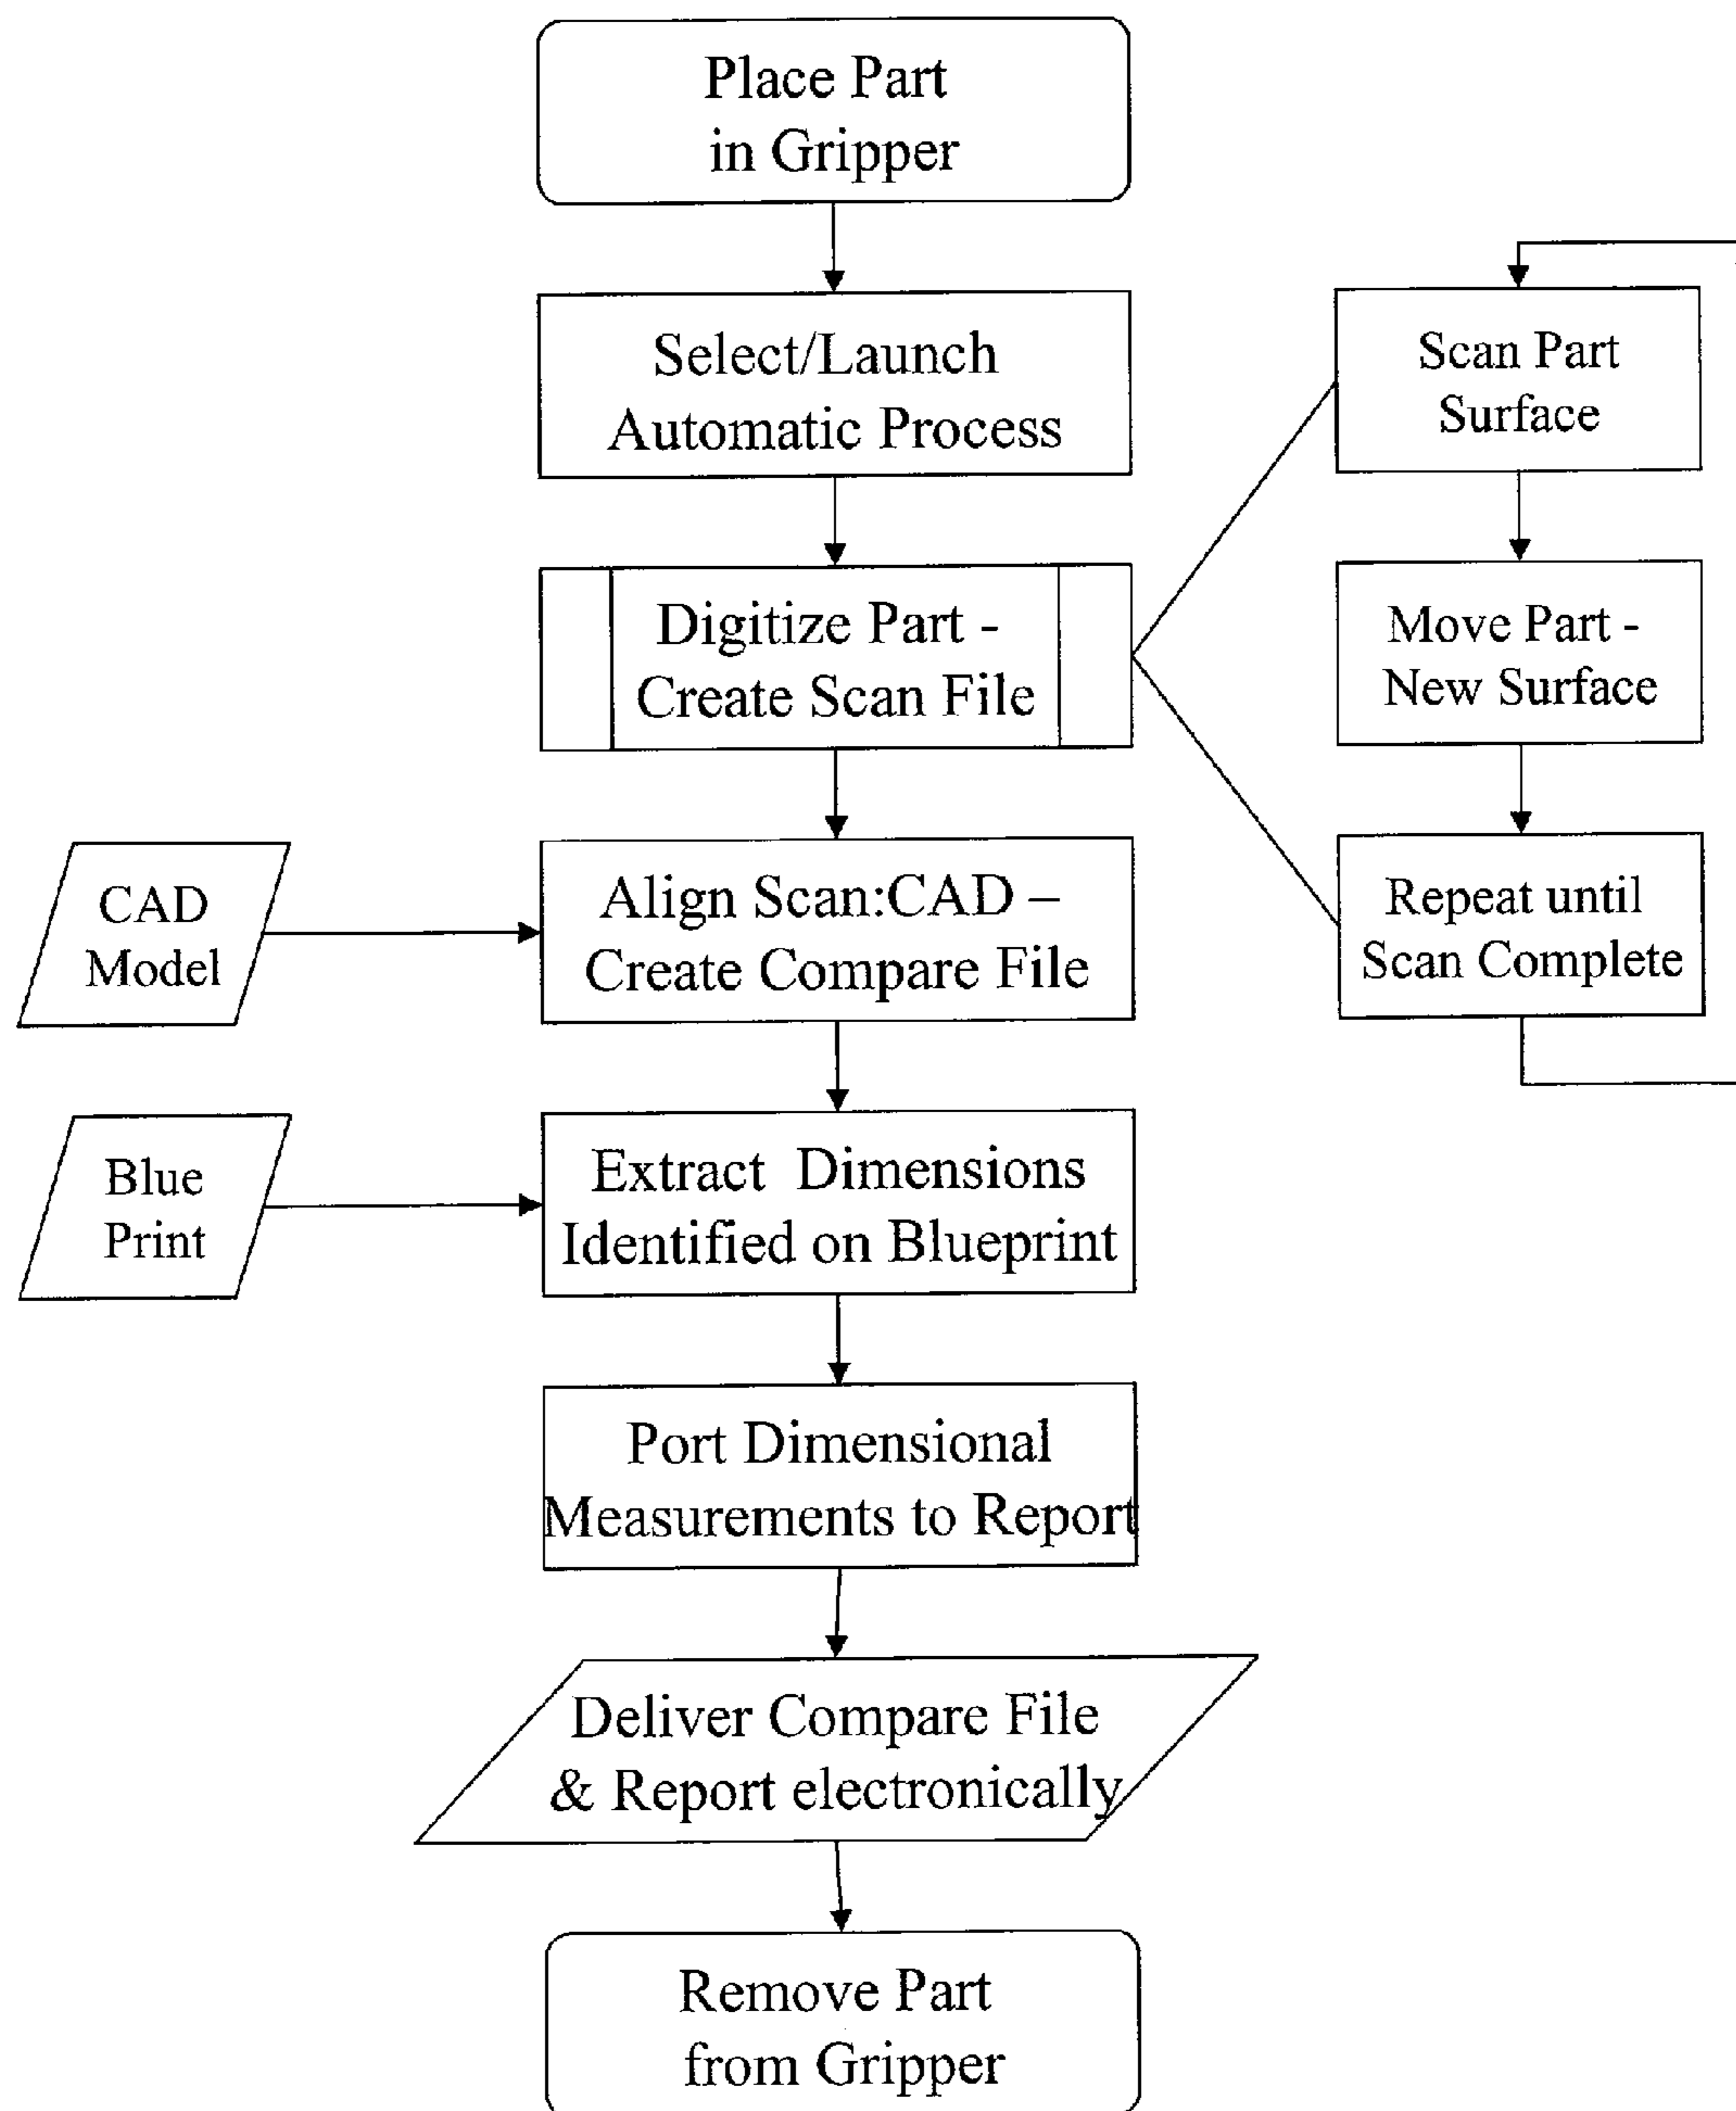 Place Part
in Gripper
Select/Launch
Automatic Process
Digitize Part -
Create Scan File
Align Scan:CAD –
Create Compare File
Extract Dimensions
Identified on Blueprint
Port Dimensional
Measurements to Report
Deliver Compare File
& Report electronically
Remove Part
from Gripper
CAD
Model
Blue
Print
Scan Part
Surface
Move Part -
New Surface
Repeat until
Scan Complete